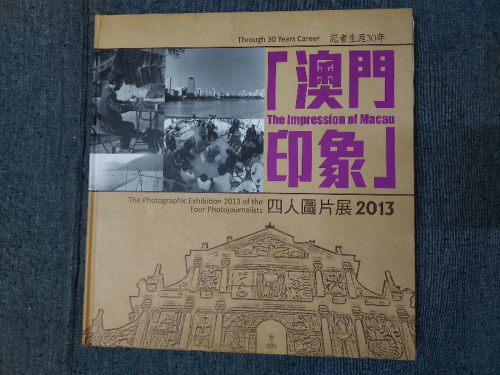 Through 30 Years Career 記者生涯30年
「澳門
The Impression of Macau
印象」
The Photographic Exhibition 2013 of the
Four Photojournalists
四人圖片展 2013